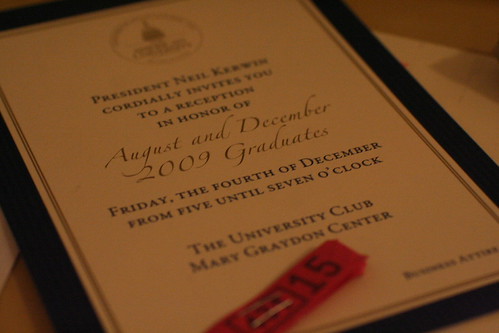 President Neil Kerwin
cordially invites you
to a reception
in honor of
August and December
2009 Graduates
Friday, the fourth of December
from five until seven o'clock
The University Club
Mary Graydon Center
Business Attire
15